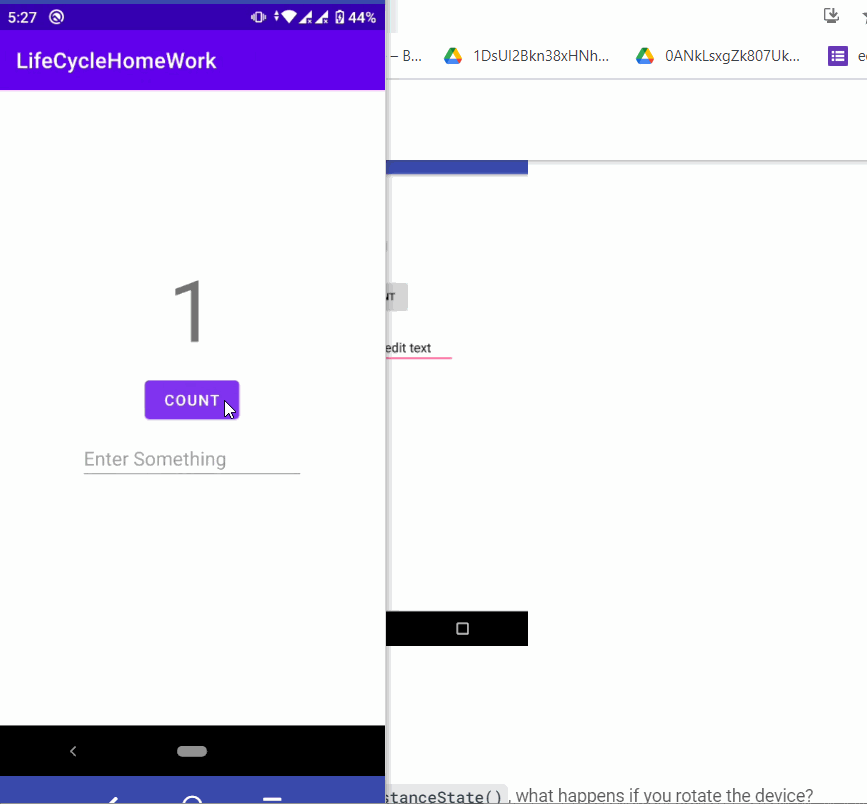 5:27 44%
LifeCycleHomeWork
– B...
1DsUI2Bkn38xHNh...
0ANkLsxgZk807Uk...
1
COUNT
NT
edit text
Enter Something
stanceState(), what happens if you rotate the device?